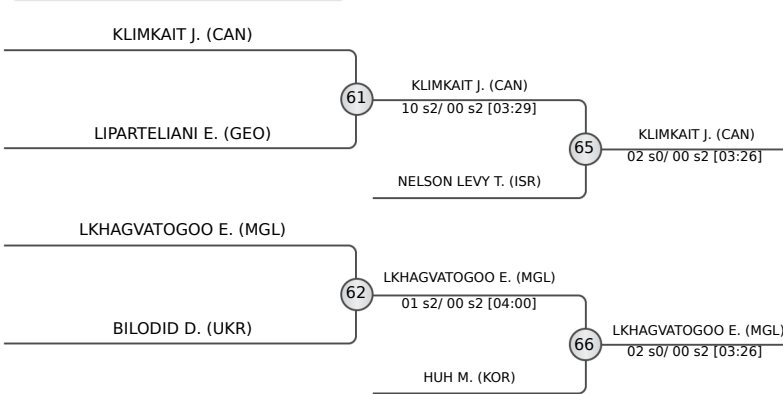 KLIMKAIT J. (CAN)
61
KLIMKAIT J. (CAN)
10 s2/ 00 s2 [03:29]
LIPARTELIANI E. (GEO)
65
KLIMKAIT J. (CAN)
02 s0/ 00 s2 [03:26]
NELSON LEVY T. (ISR)
LKHAGVATOGOO E. (MGL)
62
LKHAGVATOGOO E. (MGL)
01 s2/ 00 s2 [04:00]
BILODID D. (UKR)
66
LKHAGVATOGOO E. (MGL)
02 s0/ 00 s2 [03:26]
HUH M. (KOR)